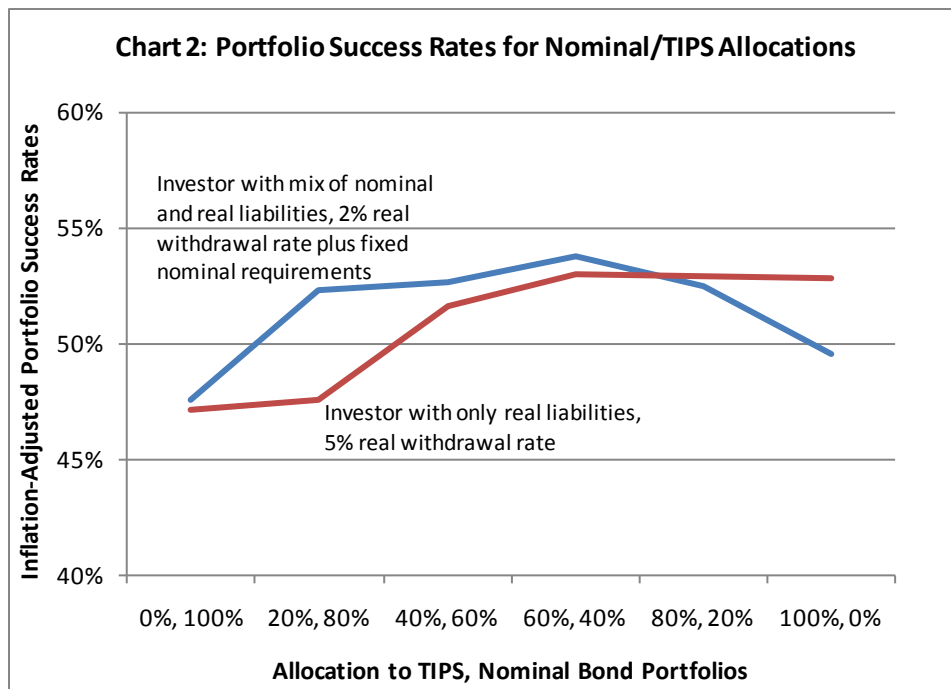 Chart 2: Portfolio Success Rates for Nominal/TIPS Allocations
Inflation-Adjusted Portfolio Success Rates
60%
55%
50%
45%
40%
Investor with mix of nominal
and real liabilities, 2% real
withdrawal rate plus fixed
nominal requirements
Investor with only real liabilities,
5% real withdrawal rate
0%, 100% 20%, 80% 40%, 60% 60%, 40% 80%, 20% 100%, 0%
Allocation to TIPS, Nominal Bond Portfolios